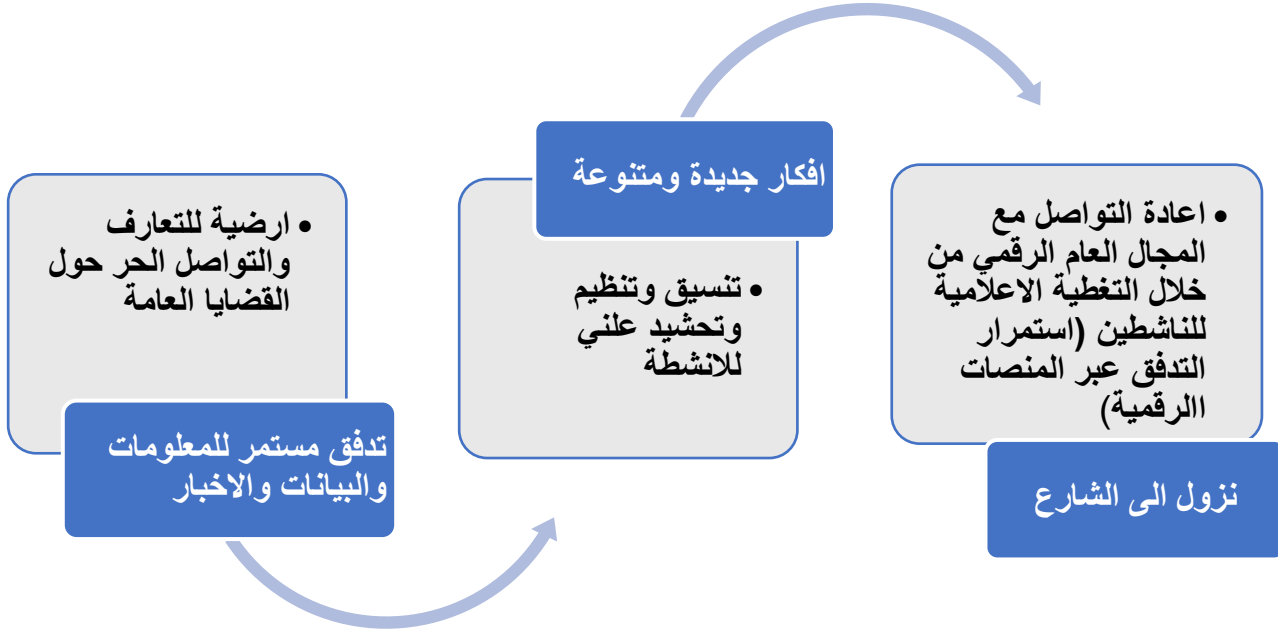 ارضية للتعارف
والتواصل الحر حول
القضايا العامة
تدفق مستمر للمعلومات
والبيانات والاخبار
افكار جديدة ومتنوعة
تنسيق وتنظيم
وتحشيد علني
للانشطة
اعادة التواصل مع
المجال العام الرقمي من
خلال التغطية الاعلامية
للناشطين (استمرار
التدفق عبر المنصات
االرقمية)
نزول الى الشارع